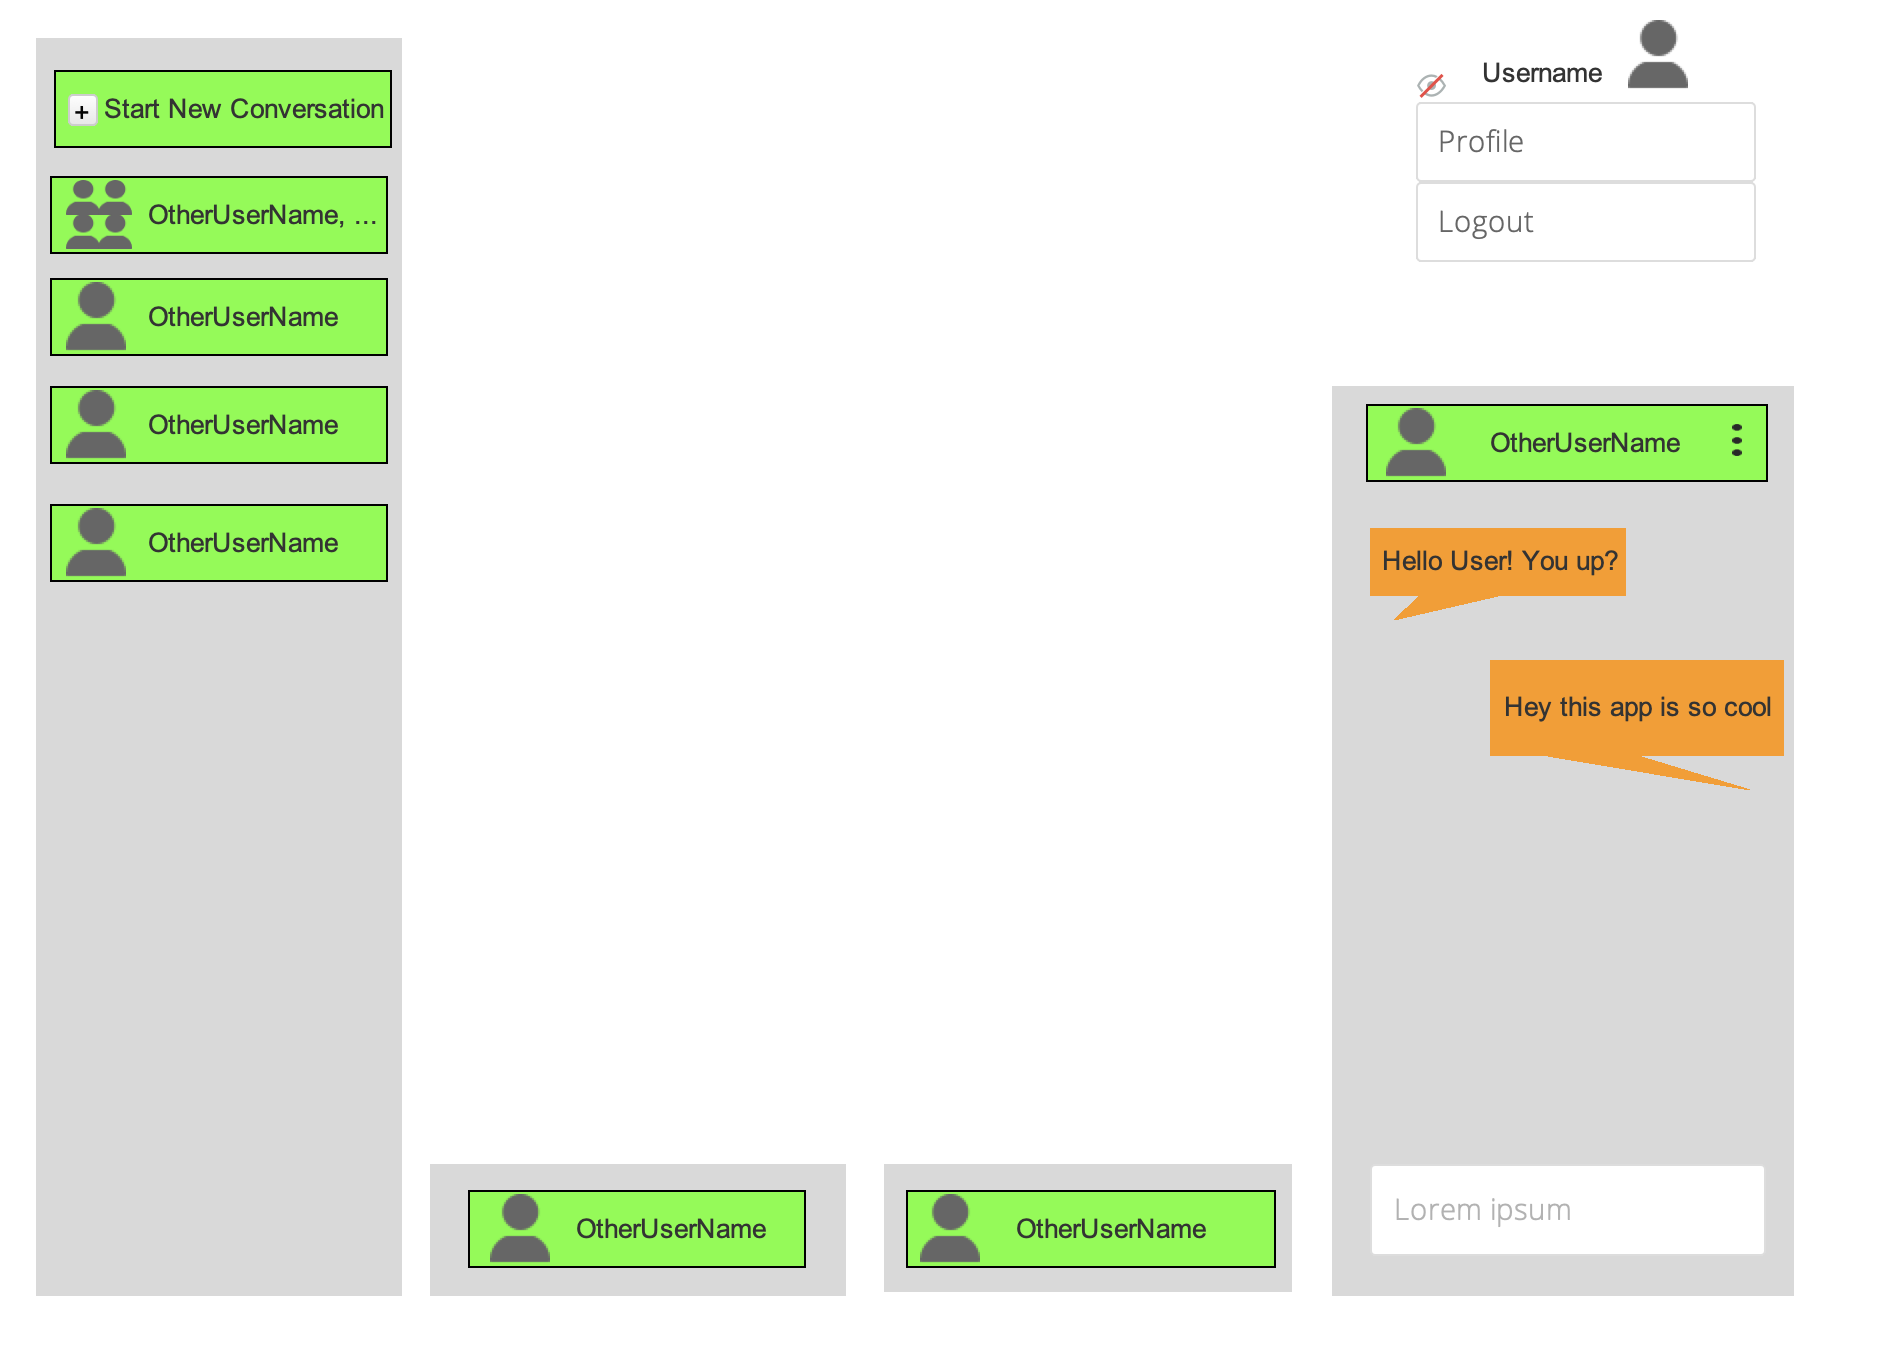 + Start New Conversation
OtherUserName, ...
OtherUserName
OtherUserName
OtherUserName
Username
Profile
Logout
OtherUserName
Hello User! You up?
Hey this app is so cool
Lorem ipsum
OtherUserName
OtherUserName